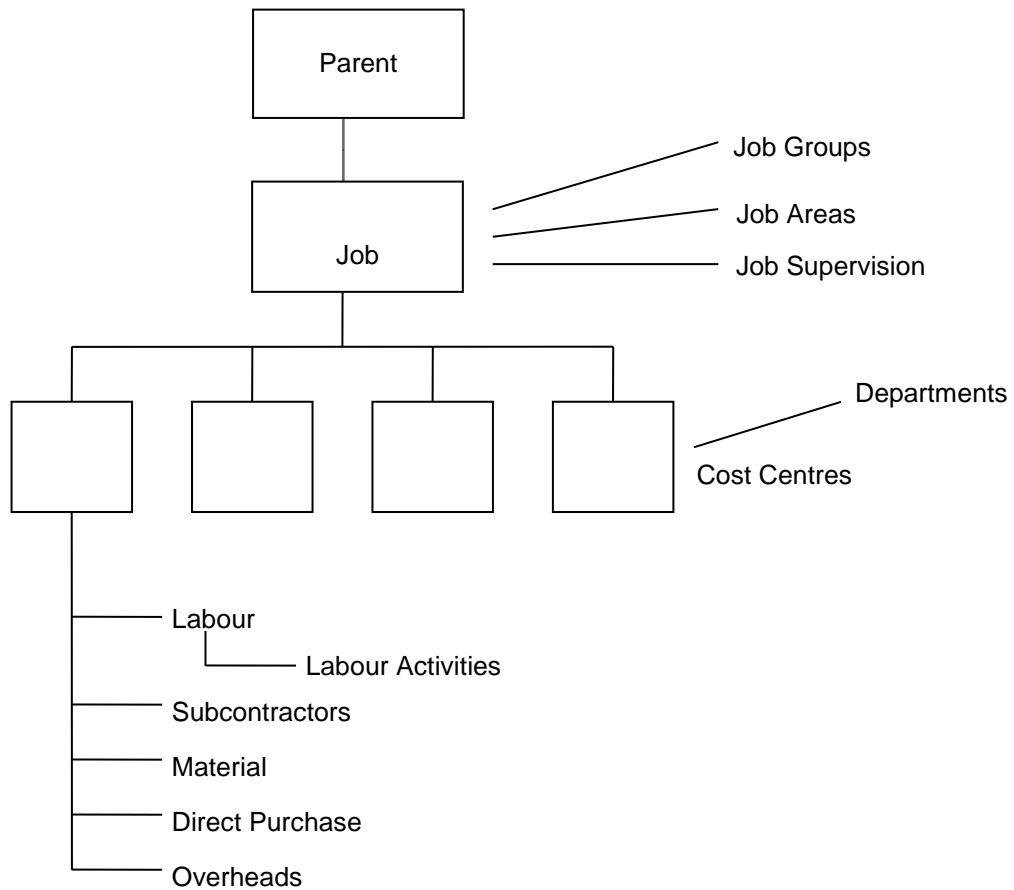 Parent
Job Groups
Job Areas
Job
Job Supervision
Departments
Cost Centres
Labour
Labour Activities
Subcontractors
Material
Direct Purchase
Overheads